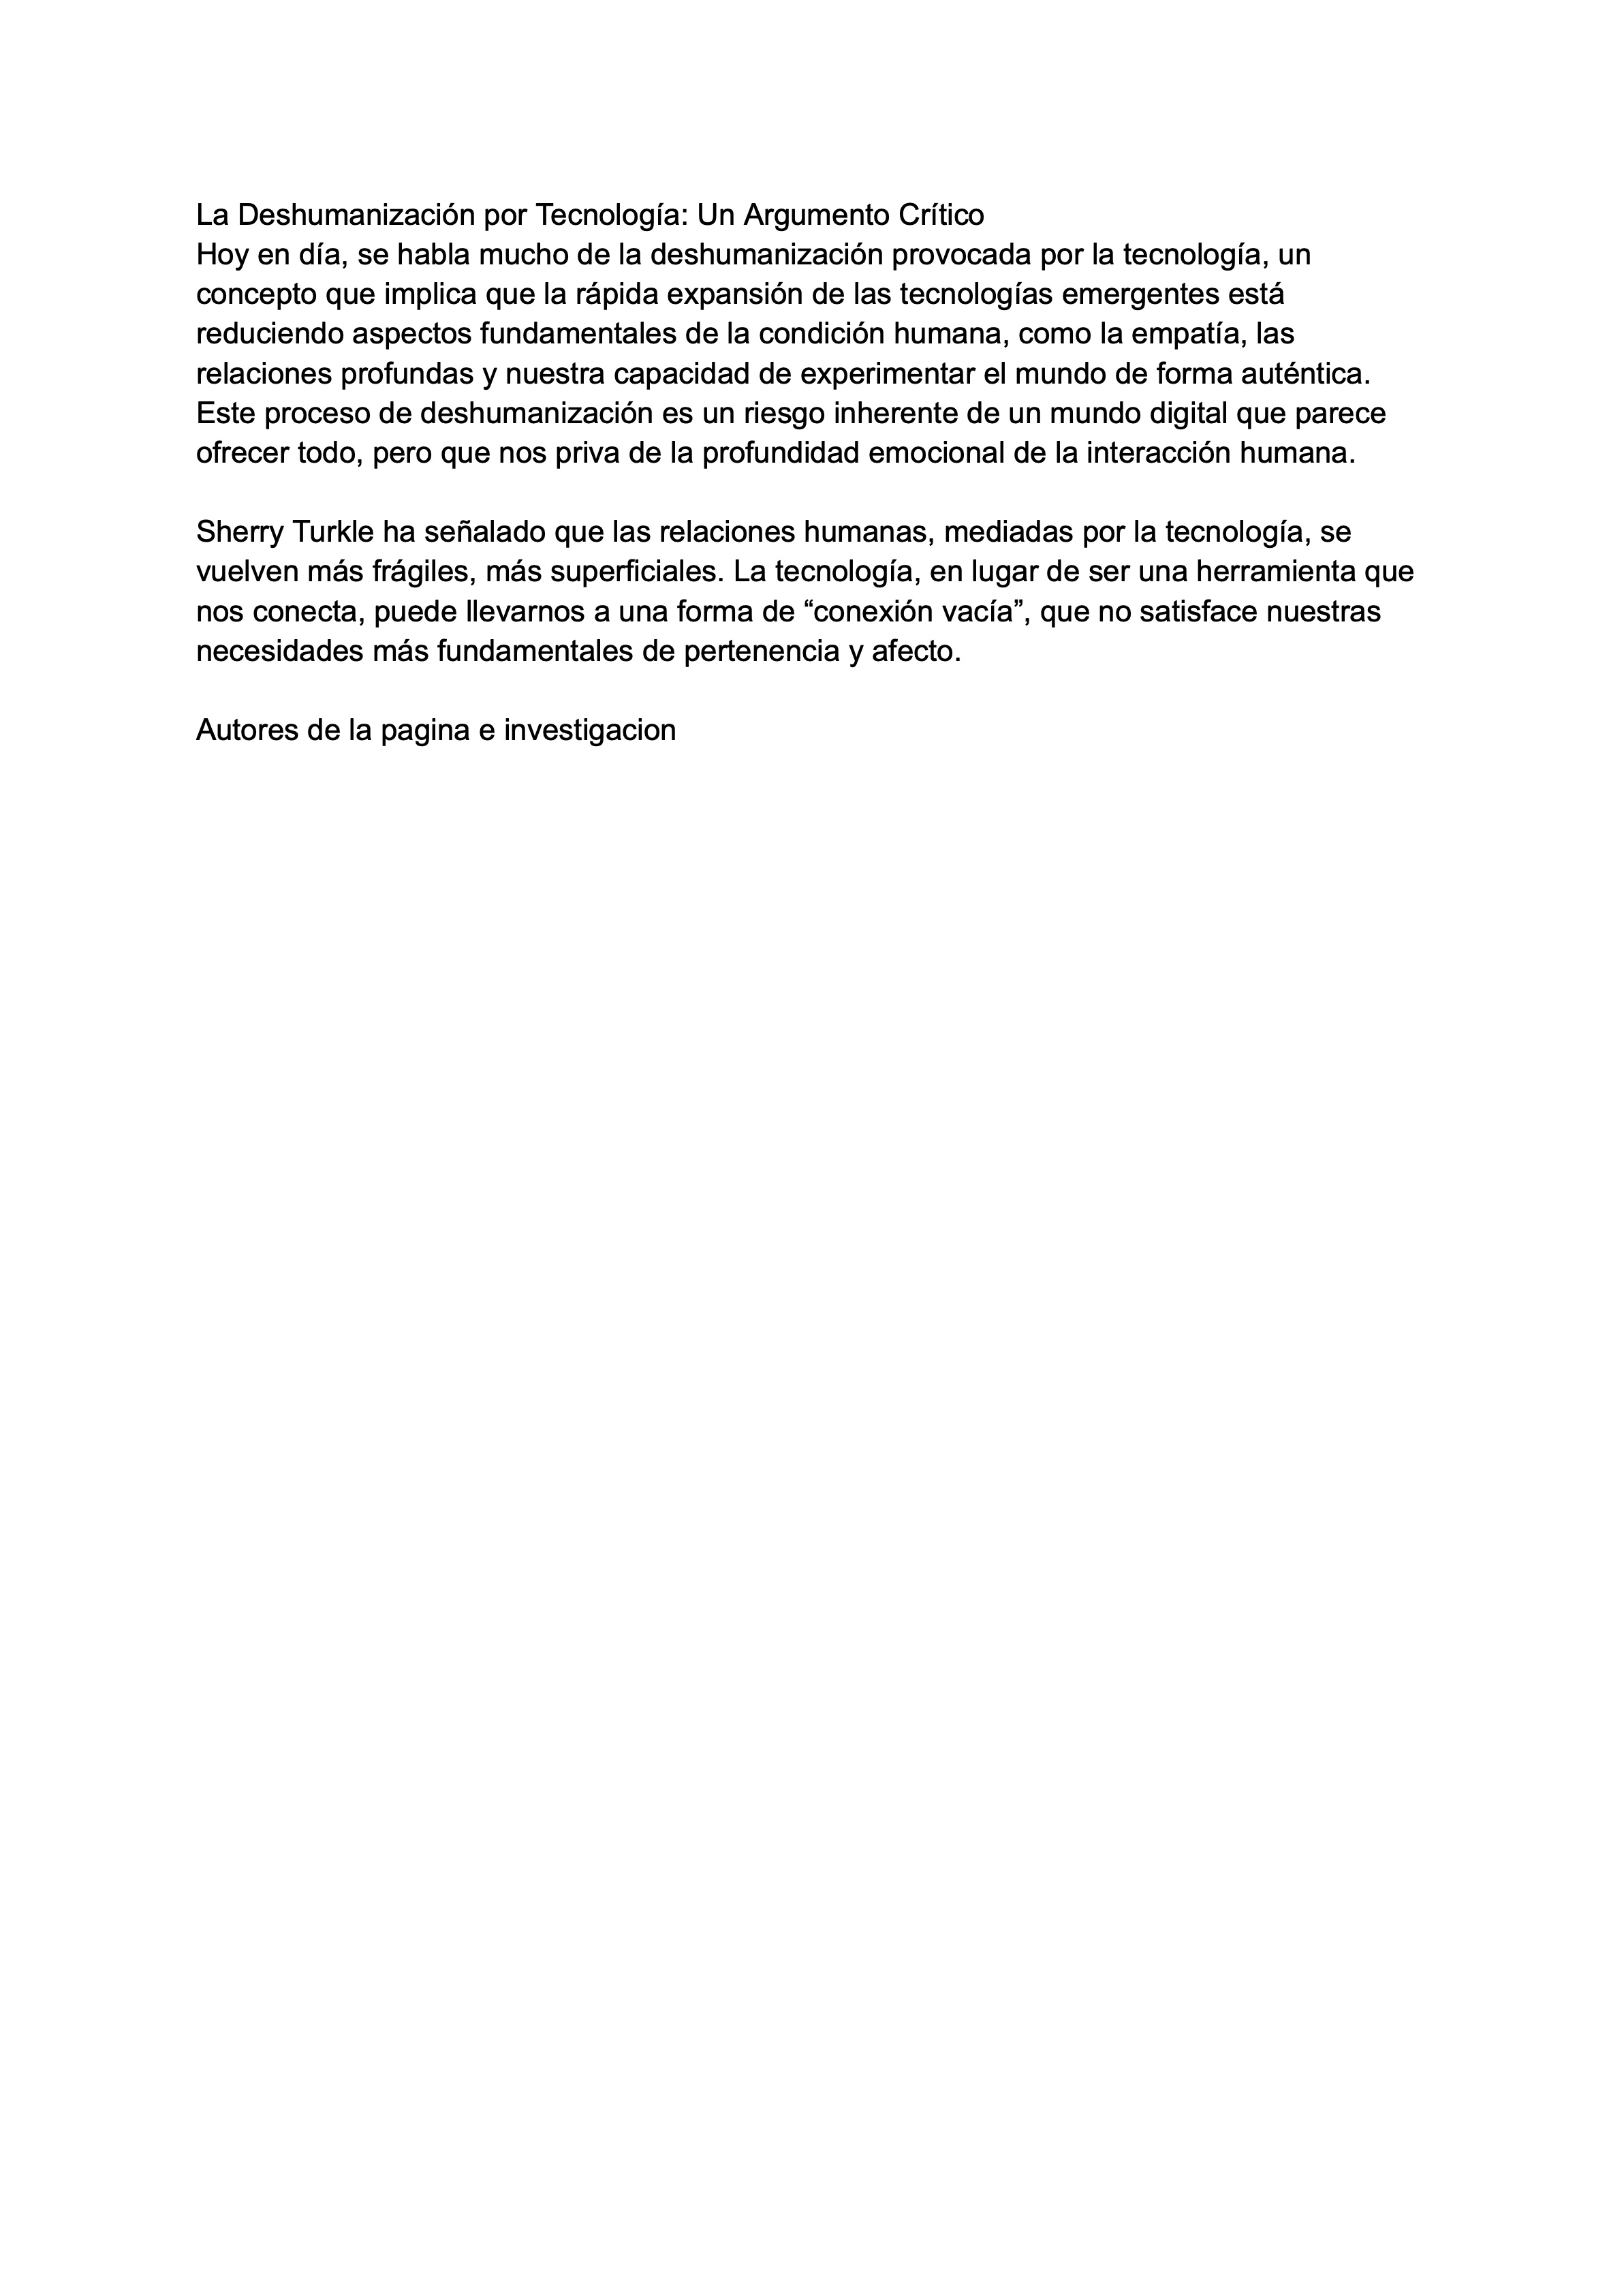 La Deshumanización por Tecnología: Un Argumento Crítico
Hoy en día, se habla mucho de la deshumanización provocada por la tecnología, un
concepto que implica que la rápida expansión de las tecnologías emergentes está
reduciendo aspectos fundamentales de la condición humana, como la empatía, las
relaciones profundas y nuestra capacidad de experimentar el mundo de forma auténtica.
Este proceso de deshumanización es un riesgo inherente de un mundo digital que parece
ofrecer todo, pero que nos priva de la profundidad emocional de la interacción humana.
Sherry Turkle ha señalado que las relaciones humanas, mediadas por la tecnología, se
vuelven más frágiles, más superficiales. La tecnología, en lugar de ser una herramienta que
nos conecta, puede llevarnos a una forma de “conexión vacía”, que no satisface nuestras
necesidades más fundamentales de pertenencia y afecto.
Autores de la pagina e investigacion